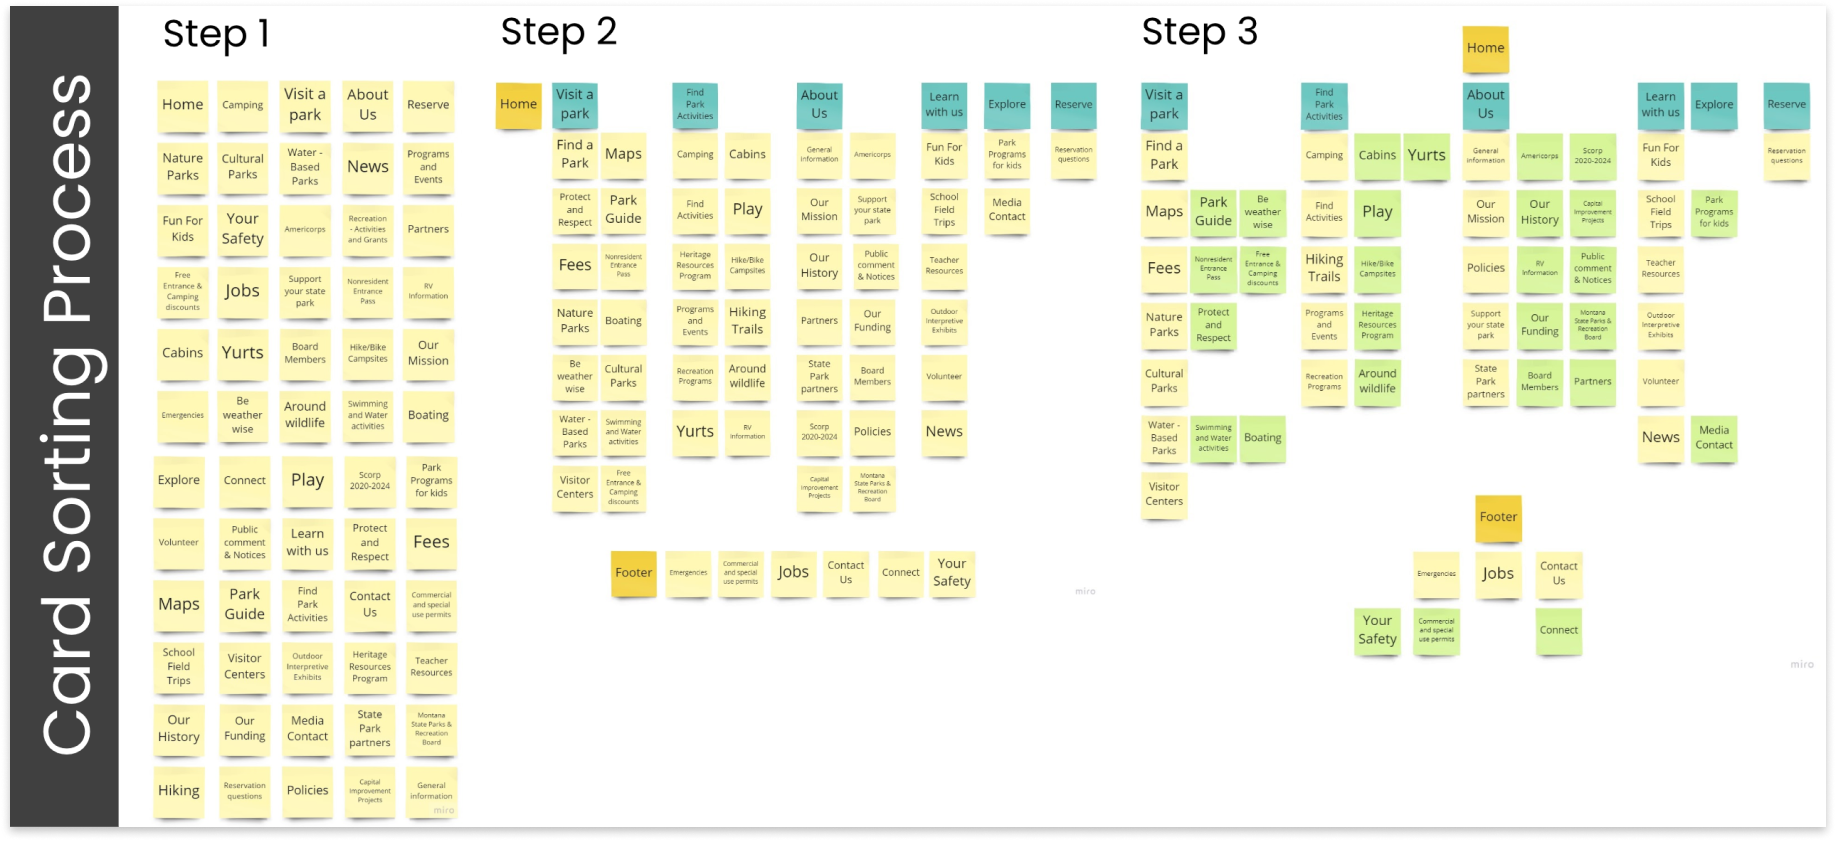 Card Sorting Process
Step 1
Home
Camping
Visit a
park
About
Us
Reserve
Nature
Parks
Cultural
Parks
Water -
Based
Parks
News
Programs
and
Events
Fun For
Kids
Your
Safety
Americorps
Recreation
- Activities
and Grants
Partners
Free
Entrance &
Camping
discounts
Jobs
Support
your state
park
Nonresident
Entrance
Pass
RV
Information
Cabins
Yurts
Board
Members
Hike/Bike
Campsites
Our
Mission
Emergencies
Be
weather
wise
Around
wildlife
Swimming
and Water
activities
Boating
Explore
Connect
Play
Scorp
2020-2024
Park
Programs
for kids
Volunteer
Public
comment
& Notices
Learn
with us
Protect
and
Respect
Fees
Maps
Park
Guide
Find
Park
Activities
Contact
Us
Commercial
and special
use permits
School
Field
Trips
Visitor
Centers
Outdoor
Interpretive
Exhibits
Heritage
Resources
Program
Teacher
Resources
Our
History
Our
Funding
Media
Contact
State
Park
partners
Montana
State Parks &
Recreation
Board
Hiking
Reservation
questions
Policies
Capital
Improvement
Projects
General
information
miro
Step 2
Home
Visit a
park
Find
Park
Activities
About
Us
Learn
with us
Explore
Reserve
Find a
Park
Maps
Camping
Cabins
General
information
Americorps
Fun For
Kids
Park
Programs
for kids
Reservation
questions
Protect
and
Respect
Park
Guide
Find
Activities
Play
Our
Mission
Support
your state
park
School
Field
Trips
Media
Contact
Fees
Nonresident
Entrance
Pass
Heritage
Resources
Program
Hike/Bike
Campsites
Our
History
Public
comment
& Notices
Teacher
Resources
Nature
Parks
Boating
Programs
and
Events
Hiking
Trails
Partners
Our
Funding
Outdoor
Interpretive
Exhibits
Be
weather
wise
Cultural
Parks
Recreation
Programs
Around
wildlife
State
Park
partners
Board
Members
Volunteer
Water -
Based
Parks
Swimming
and Water
activities
Yurts
RV
Information
Scorp
2020-2024
Policies
News
Visitor
Centers
Free
Entrance &
Camping
discounts
Capital
Improvement
Projects
Montana
State Parks &
Recreation
Board
Footer
Emergencies
Commercial
and special
use permits
Jobs
Contact
Us
Connect
Your
Safety
miro
Step 3
Home
Visit a
park
Find
Park
Activities
About
Us
Learn
with us
Explore
Reserve
Find a
Park
Camping
Cabins
Yurts
General
information
Americorps
Scorp
2020-2024
Fun For
Kids
Reservation
questions
Maps
Park
Guide
Be
weather
wise
Find
Activities
Play
Our
Mission
Our
History
Capital
Improvement
Projects
School
Field
Trips
Park
Programs
for kids
Fees
Nonresident
Entrance
Pass
Free
Entrance &
Camping
discounts
Hiking
Trails
Hike/Bike
Campsites
Policies
RV
Information
Public
comment
& Notices
Teacher
Resources
Nature
Parks
Protect
and
Respect
Programs
and
Events
Heritage
Resources
Program
Support
your state
park
Our
Funding
Montana
State Parks &
Recreation
Board
Outdoor
Interpretive
Exhibits
Cultural
Parks
Recreation
Programs
Around
wildlife
State
Park
partners
Board
Members
Partners
Volunteer
Water -
Based
Parks
Swimming
and Water
activities
Boating
News
Media
Contact
Visitor
Centers
Footer
Emergencies
Jobs
Contact
Us
Your
Safety
Commercial
and special
use permits
Connect
miro